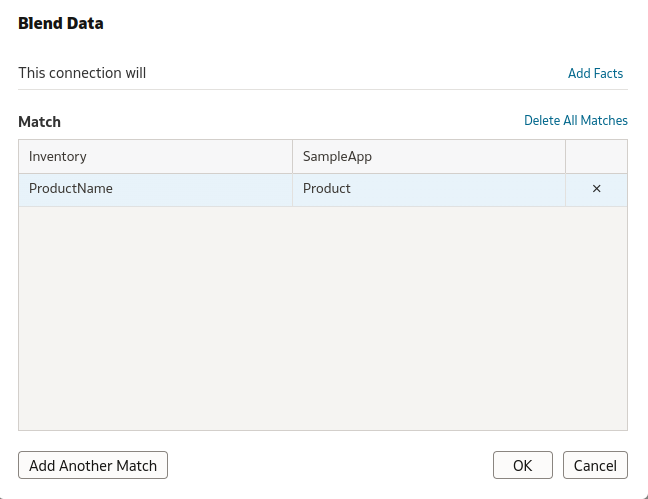 Blend Data
This connection will Add Facts
Match Delete All Matches
Inventory SampleApp
ProductName Product ×
Add Another Match OK Cancel